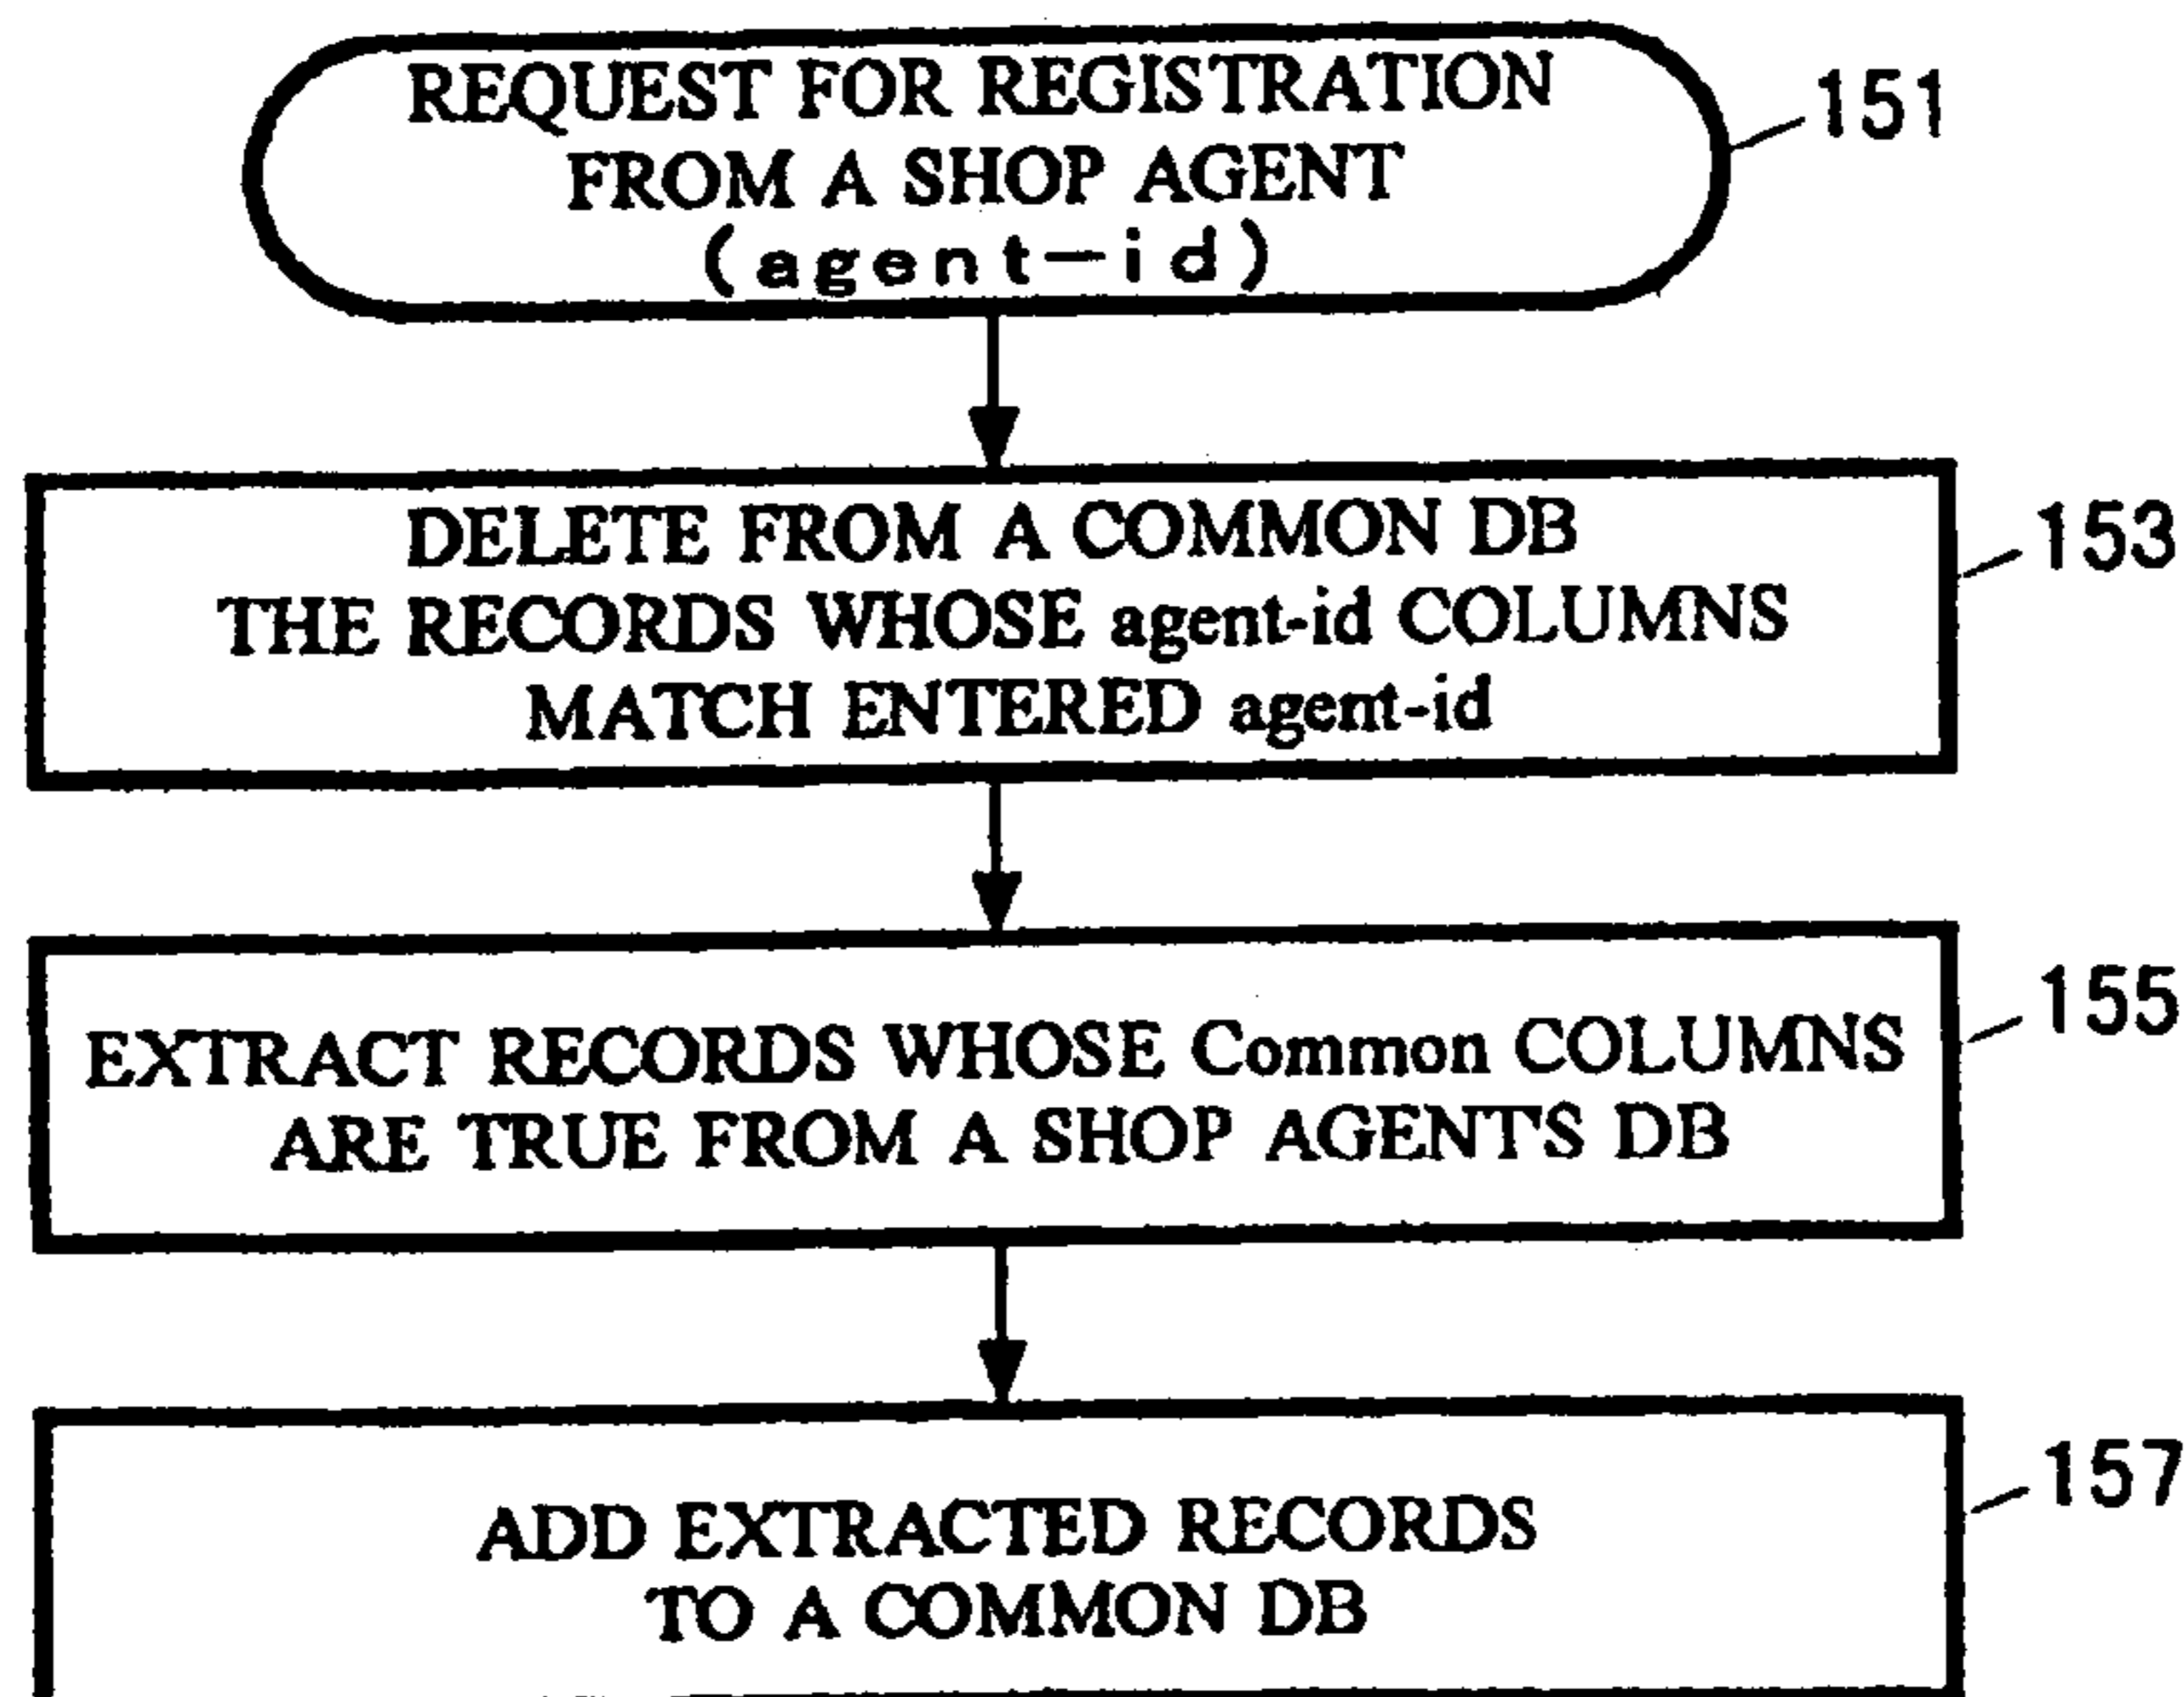 REQUEST FOR REGISTRATION
FROM A SHOP AGENT
(agent-id)
151
DELETE FROM A COMMON DB
THE RECORDS WHOSE agent-id COLUMNS
MATCH ENTERED agent-id
153
EXTRACT RECORDS WHOSE Common COLUMNS
ARE TRUE FROM A SHOP AGENT'S DB
155
ADD EXTRACTED RECORDS
TO A COMMON DB
157